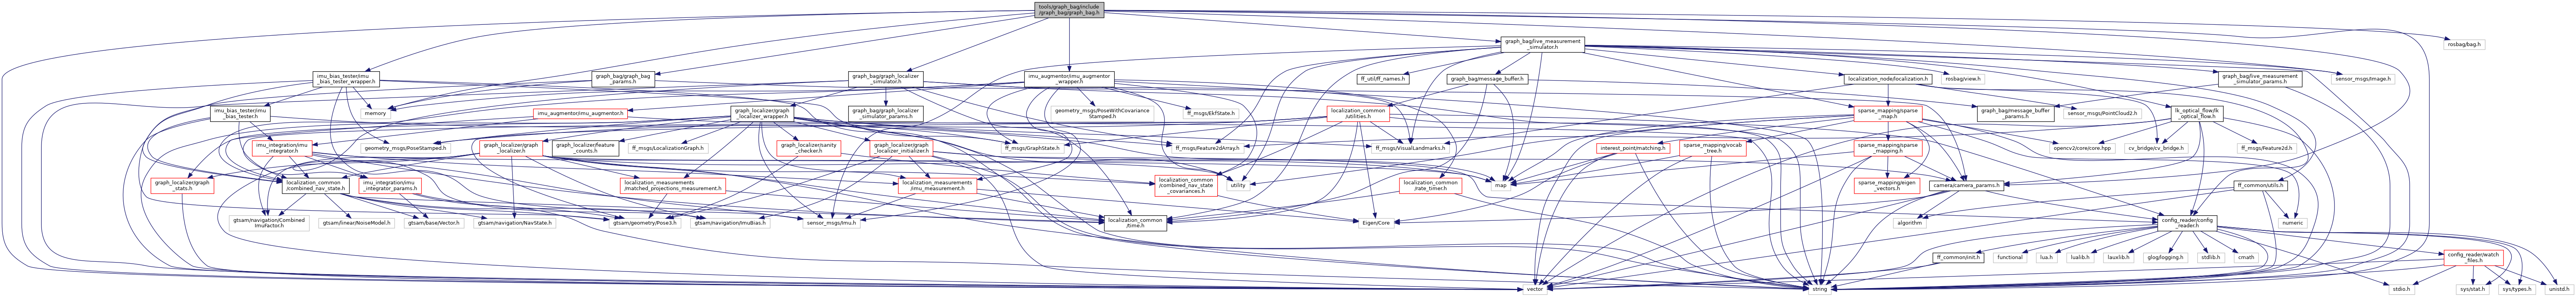 tools/graph_bag/include
/graph_bag/graph_bag.h
graph_bag/live_measurement
_simulator.h
rosbag/bag.h
imu_bias_tester/imu
_bias_tester_wrapper.h
graph_bag/graph_bag
_params.h
graph_bag/graph_localizer
_simulator.h
imu_augmentor/imu_augmentor
_wrapper.h
ff_util/ff_names.h
graph_bag/message_buffer.h
localization_node/localization.h
rosbag/view.h
graph_bag/live_measurement
_simulator_params.h
sensor_msgs/Image.h
imu_bias_tester/imu
_bias_tester.h
memory
imu_augmentor/imu_augmentor.h
graph_localizer/graph
_localizer_wrapper.h
graph_bag/graph_localizer
_simulator_params.h
geometry_msgs/PoseWithCovariance
Stamped.h
ff_msgs/EkfState.h
localization_common
/utilities.h
sparse_mapping/sparse
_map.h
graph_bag/message_buffer
_params.h
sensor_msgs/PointCloud2.h
lk_optical_flow/lk
_optical_flow.h
imu_integration/imu
_integrator.h
geometry_msgs/PoseStamped.h
graph_localizer/graph
_localizer.h
graph_localizer/feature
_counts.h
ff_msgs/LocalizationGraph.h
graph_localizer/sanity
_checker.h
graph_localizer/graph
_localizer_initializer.h
ff_msgs/GraphState.h
ff_msgs/Feature2dArray.h
ff_msgs/VisualLandmarks.h
interest_point/matching.h
sparse_mapping/vocab
_tree.h
sparse_mapping/sparse
_mapping.h
opencv2/core/core.hpp
cv_bridge/cv_bridge.h
ff_msgs/Feature2d.h
graph_localizer/graph
_stats.h
localization_common
/combined_nav_state.h
imu_integration/imu
_integrator_params.h
localization_measurements
/matched_projections_measurement.h
localization_measurements
/imu_measurement.h
localization_common
/combined_nav_state
_covariances.h
utility
localization_common
/rate_timer.h
map
sparse_mapping/eigen
_vectors.h
camera/camera_params.h
ff_common/utils.h
gtsam/navigation/Combined
ImuFactor.h
gtsam/linear/NoiseModel.h
gtsam/base/Vector.h
gtsam/navigation/NavState.h
gtsam/geometry/Pose3.h
gtsam/navigation/ImuBias.h
sensor_msgs/Imu.h
localization_common
/time.h
Eigen/Core
algorithm
config_reader/config
_reader.h
numeric
ff_common/init.h
functional
lua.h
lualib.h
lauxlib.h
glog/logging.h
stdlib.h
cmath
config_reader/watch
_files.h
vector
string
stdio.h
sys/stat.h
sys/types.h
unistd.h